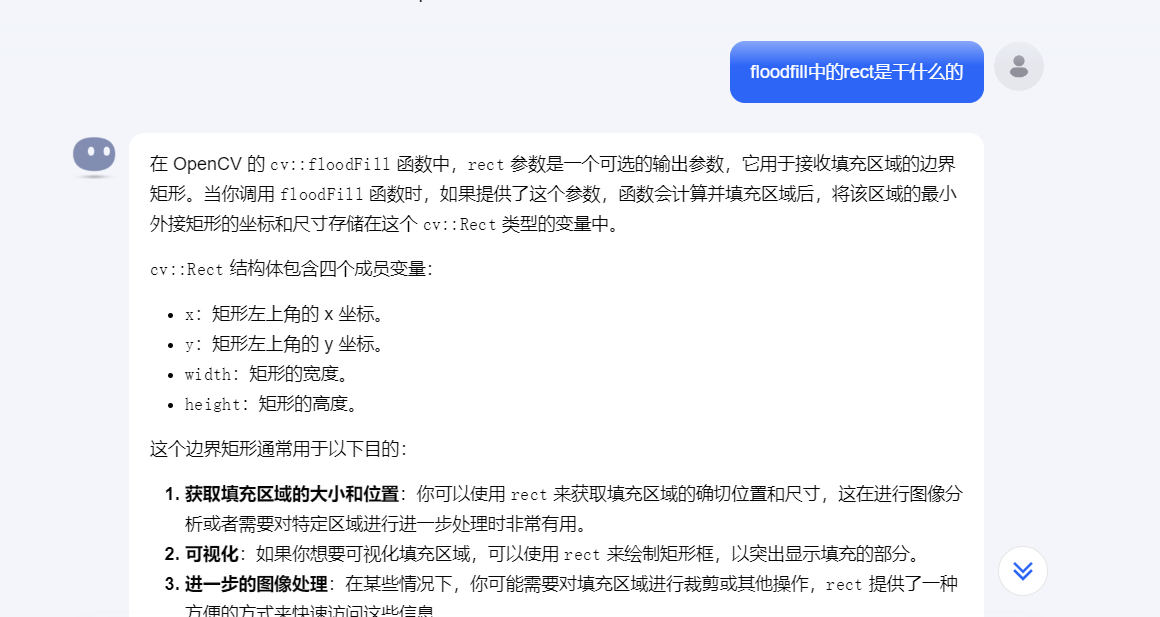 floodfill中的rect是干什么的
在 OpenCV 的 cv::floodFill 函数中，rect 参数是一个可选的输出参数，它用于接收填充区域的边界
矩形。当你调用 floodFill 函数时，如果提供了这个参数，函数会计算并填充区域后，将该区域的最小
外接矩形的坐标和尺寸存储在这个 cv::Rect 类型的变量中。
cv::Rect 结构体包含四个成员变量：
• x：矩形左上角的 x 坐标。
• y：矩形左上角的 y 坐标。
• width：矩形的宽度。
• height：矩形的高度。
这个边界矩形通常用于以下目的：
1. 获取填充区域的大小和位置：你可以使用 rect 来获取填充区域的确切位置和尺寸，这在进行图像分
析或者需要对特定区域进行进一步处理时非常有用。
2. 可视化：如果你想要可视化填充区域，可以使用 rect 来绘制矩形框，以突出显示填充的部分。
3. 进一步的图像处理：在某些情况下，你可能需要对填充区域进行裁剪或其他操作，rect 提供了一种
方便的方式来快速访问这些信息